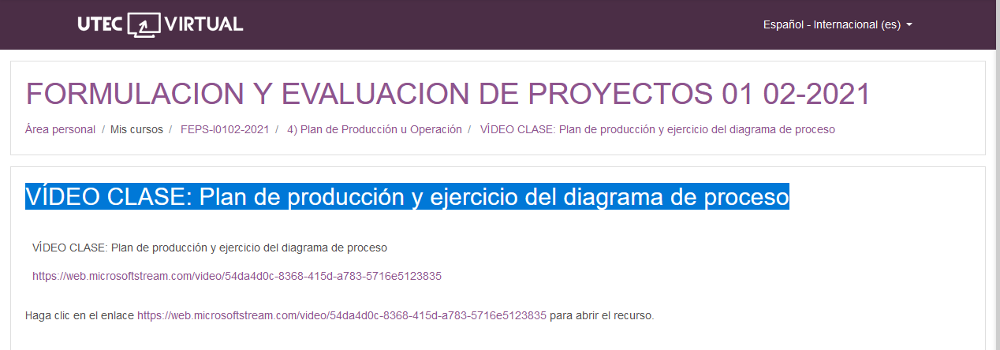 UTEC VIRTUAL
Español - Internacional (es)
FORMULACION Y EVALUACION DE PROYECTOS 01 02-2021
Área personal / Mis cursos / FEPS-I0102-2021 / 4) Plan de Producción u Operación / VÍDEO CLASE: Plan de producción y ejercicio del diagrama de proceso
VÍDEO CLASE: Plan de producción y ejercicio del diagrama de proceso
VÍDEO CLASE: Plan de producción y ejercicio del diagrama de proceso
https://web.microsoftstream.com/video/54da4d0c-8368-415d-a783-5716e5123835
Haga clic en el enlace https://web.microsoftstream.com/video/54da4d0c-8368-415d-a783-5716e5123835 para abrir el recurso.